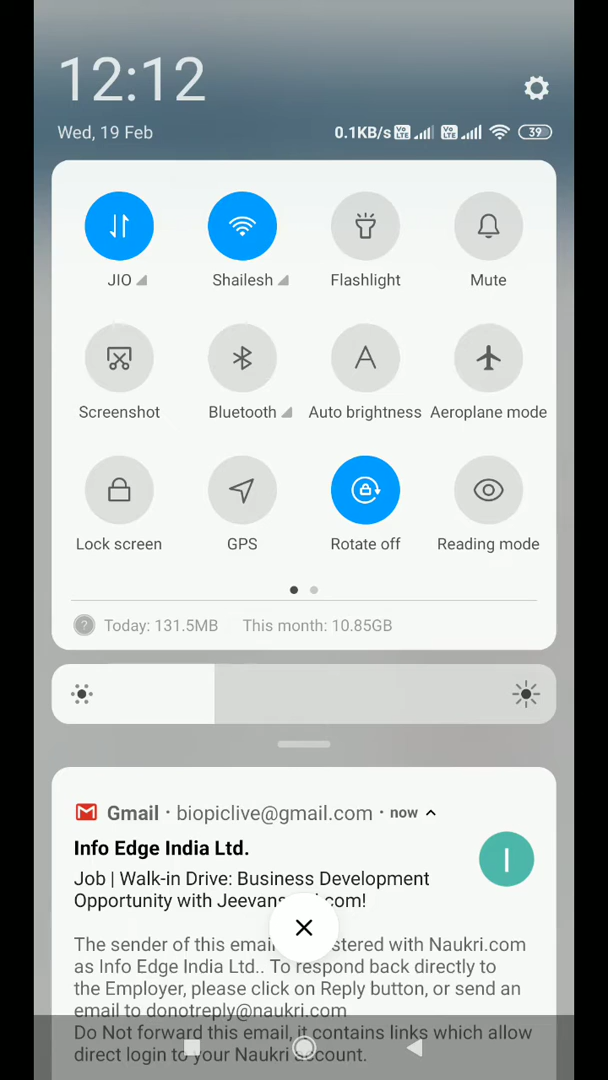 12:12
Wed, 19 Feb
0.1KB/s Vo LTE Vo LTE 39
JIO Shailesh Flashlight Mute
Screenshot Bluetooth Auto brightness Aeroplane mode
Lock screen GPS Rotate off Reading mode
? Today: 131.5MB This month: 10.85GB
Gmail · biopiclive@gmail.com · now
Info Edge India Ltd.
I
Job | Walk-in Drive: Business Development
Opportunity with com!
The sender of this email with Naukri.com
as Info Edge India Ltd.. To respond back directly to
the Employer, please click on Reply button, or send an
email to donotreply@naukri.com
Do Not forward this email, it contains links which allow
direct login to your Naukri account.